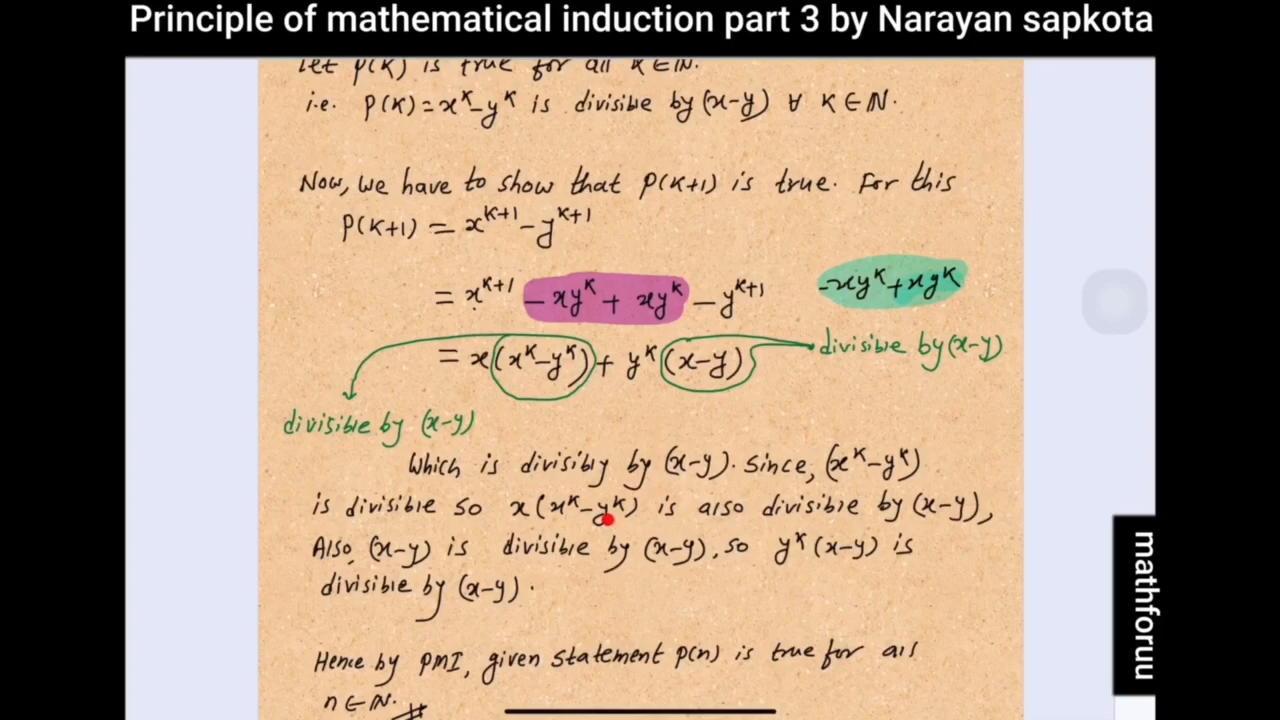 Principle of mathematical induction part 3 by Narayan sapkota
Let P(K) is true for all K∈ℕ.
i.e. P(K)=x^K-y^K is divisible by (x-y) ∀ K∈ℕ.
Now, we have to show that P(K+1) is true. For this
P(K+1) = x^{K+1} - y^{K+1}
= x^{K+1} - xy^K + xy^K - y^{K+1}
-xy^K + xy^K
= x(x^K-y^K) + y^K(x-y)
divisible by (x-y)
divisible by (x-y)
Which is divisibly by (x-y). Since, (x^K-y^K)
is divisible so x(x^K-y^K) is also divisible by (x-y),
Also, (x-y) is divisible by (x-y), so y^K(x-y) is
divisible by (x-y).
Hence by PMI, given statement P(n) is true for all
n∈ℕ. #
mathforuu